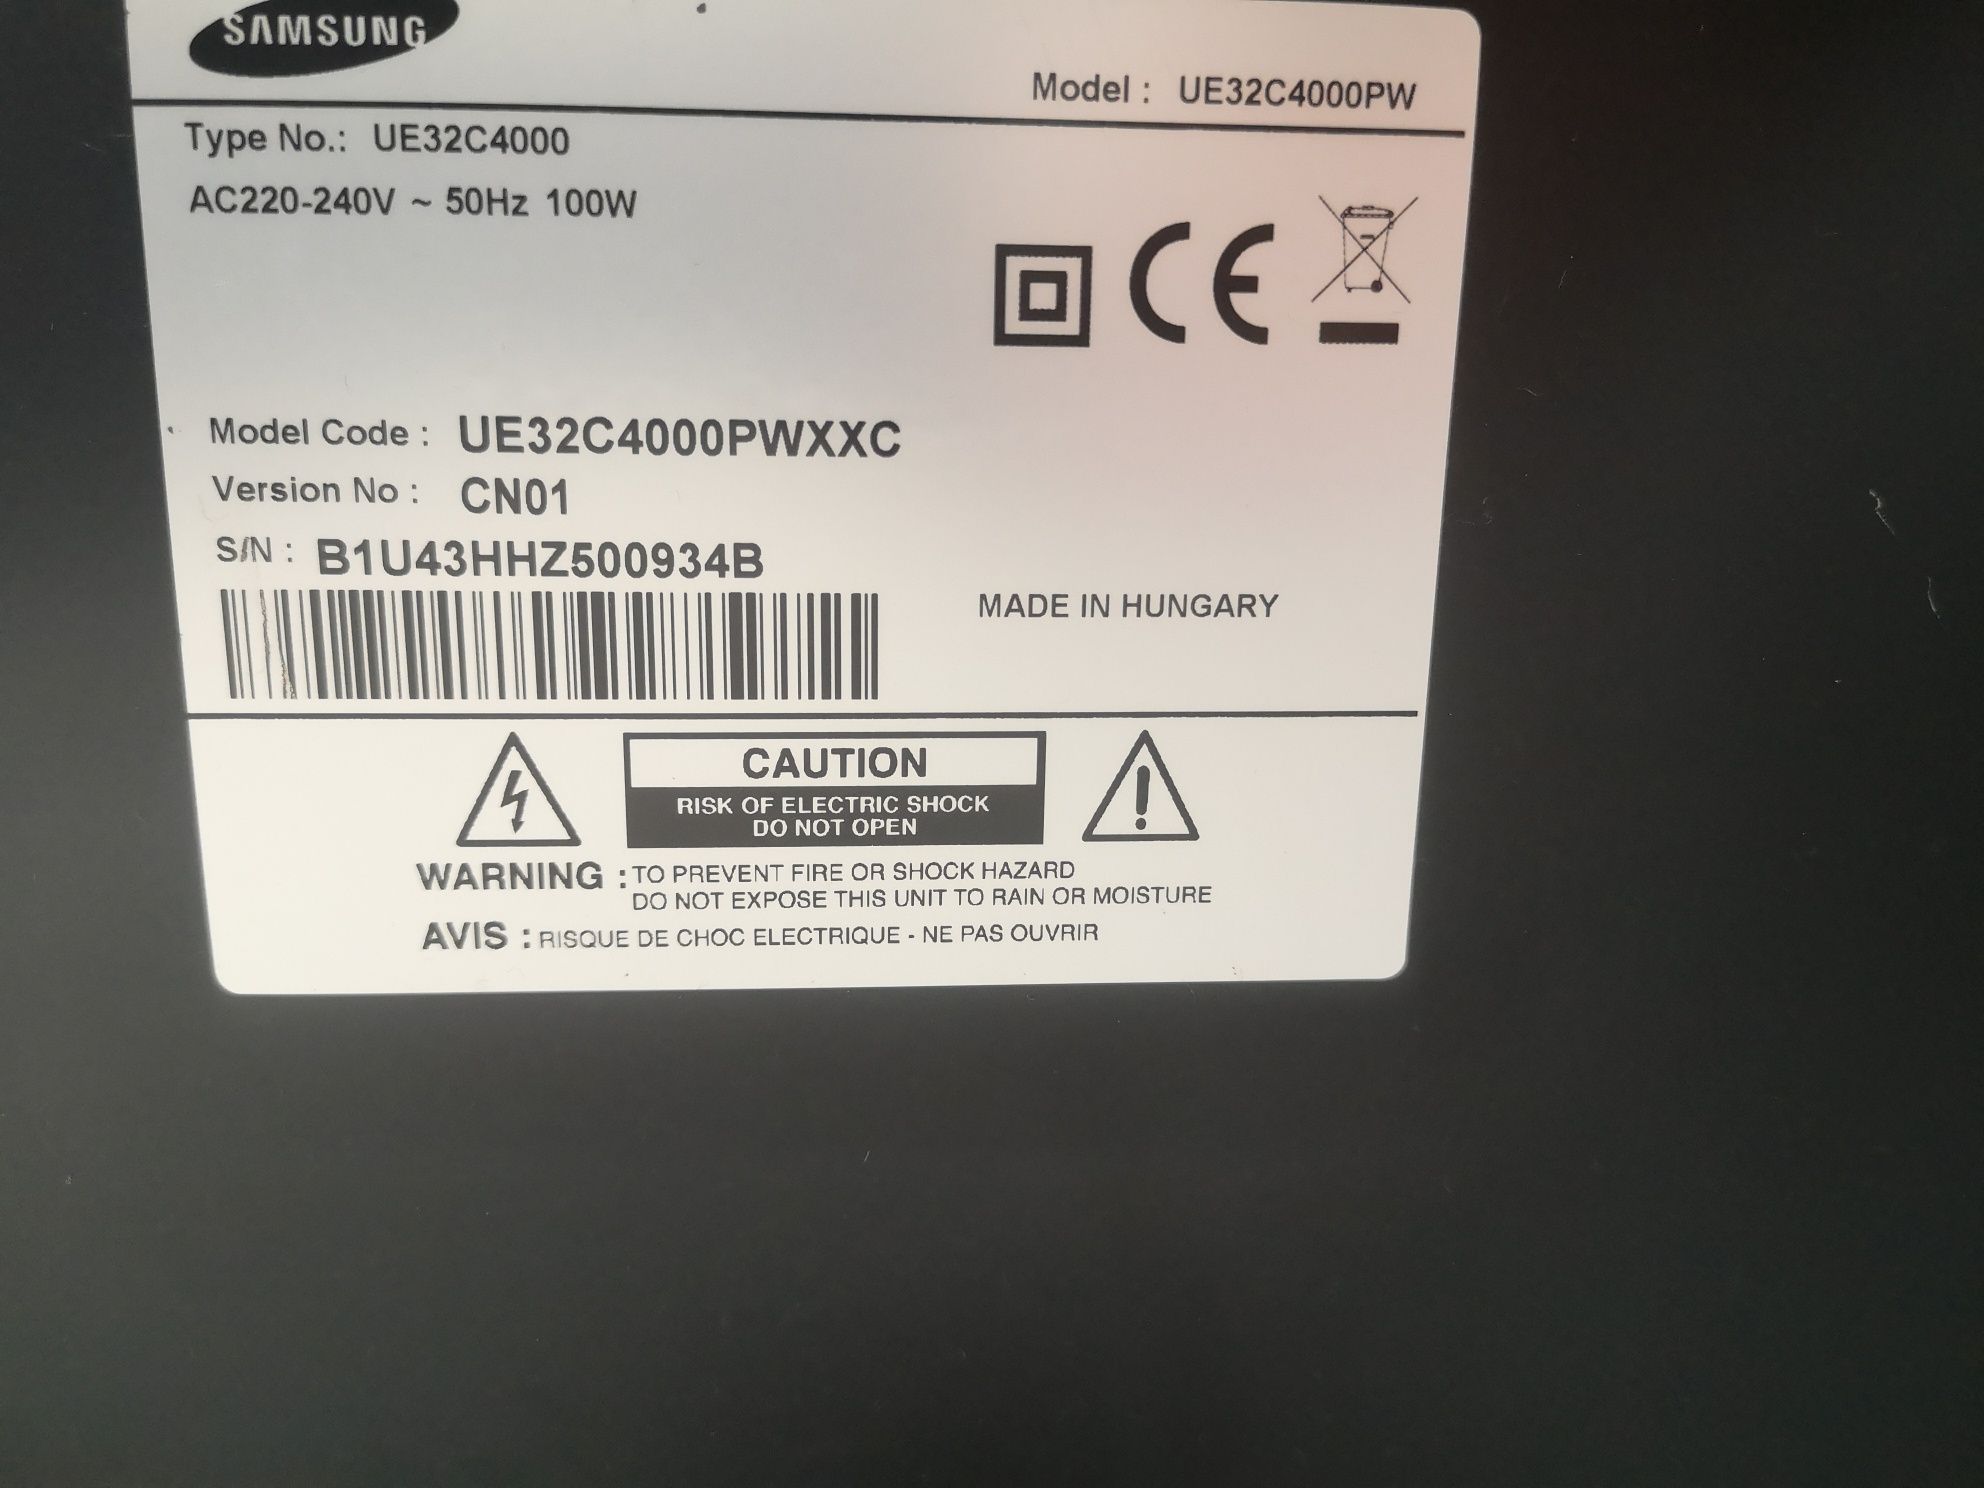 SAMSUNG
Model : UE32C4000PW
Type No.: UE32C4000
AC220-240V ~ 50Hz 100W
CE
Model Code : UE32C4000PWXXC
Version No : CN01
S/N : B1U43HHZ500934B
MADE IN HUNGARY
CAUTION
RISK OF ELECTRIC SHOCK
DO NOT OPEN
WARNING : TO PREVENT FIRE OR SHOCK HAZARD
DO NOT EXPOSE THIS UNIT TO RAIN OR MOISTURE
AVIS : RISQUE DE CHOC ELECTRIQUE - NE PAS OUVRIR